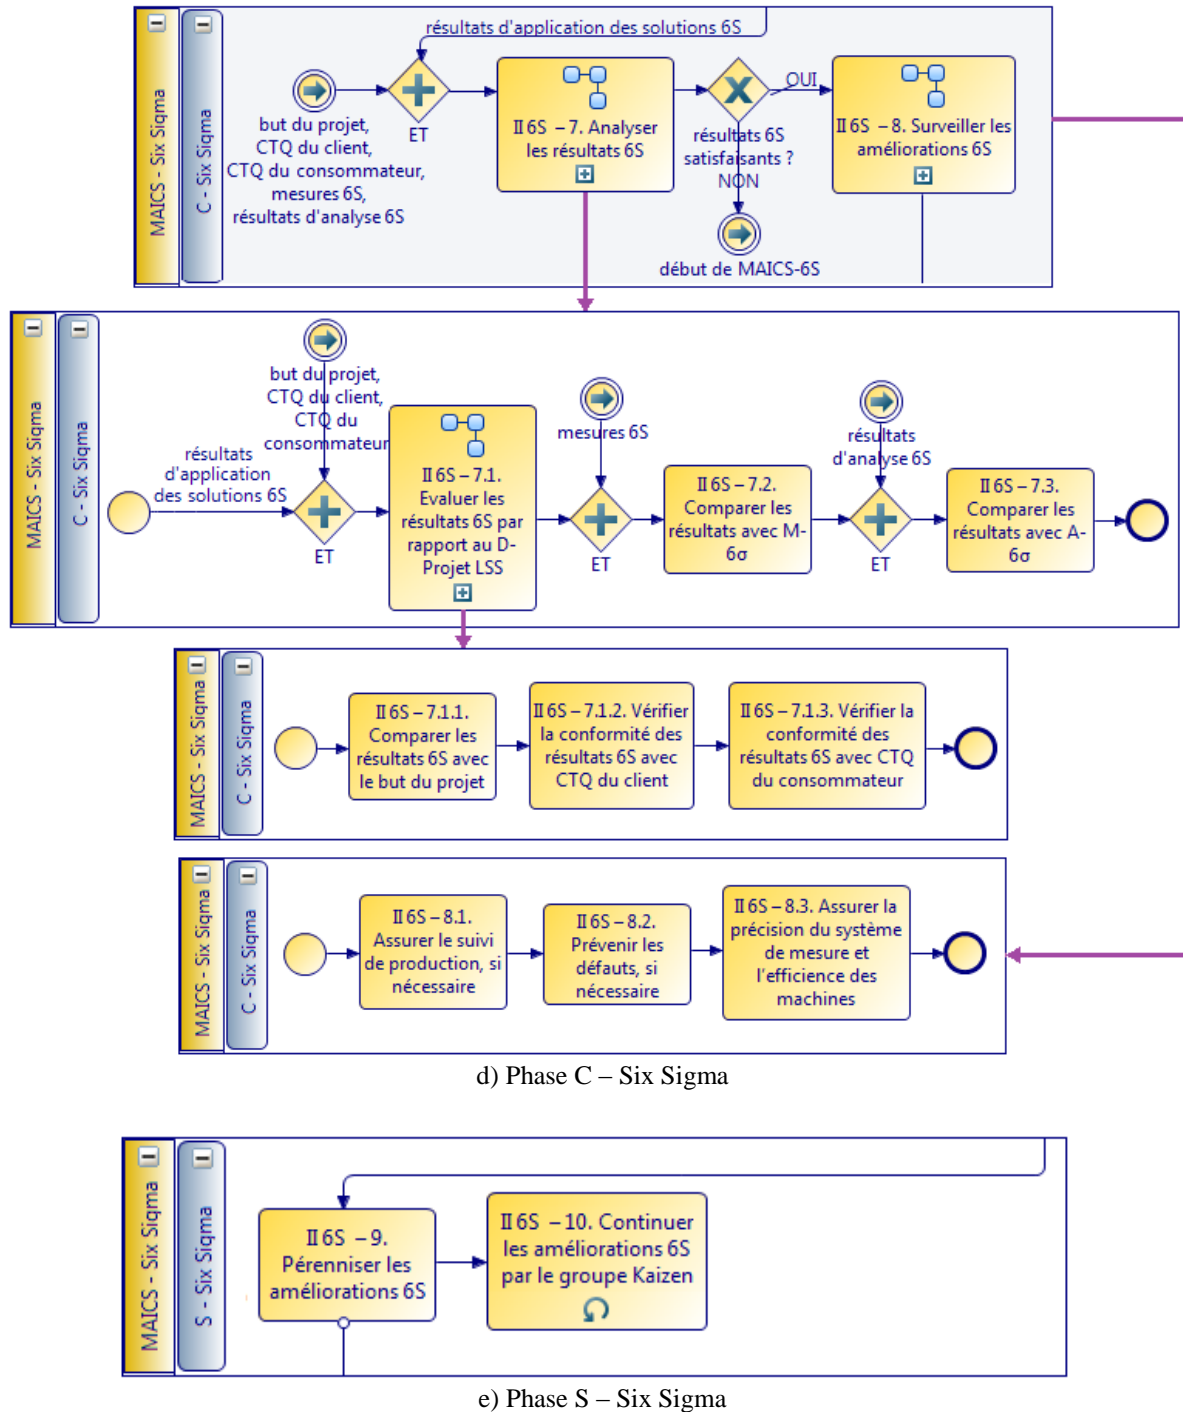 MAICS - Six Sigma
C - Six Sigma
résultats d'application des solutions 6S
but du projet,
CTQ du client,
CTQ du consommateur,
mesures 6S,
résultats d'analyse 6S
ET
II 6S – 7. Analyser
les résultats 6S
résultats 6S
satisfaisants ?
NON
OUI
début de MAICS-6S
II 6S – 8. Surveiller les
améliorations 6S
MAICS - Six Sigma
C - Six Sigma
résultats
d'application
des solutions 6S
but du projet,
CTQ du client,
CTQ du
consommateur
ET
II 6S – 7.1.
Evaluer les
résultats 6S par
rapport au D-
Projet LSS
mesures 6S
ET
II 6S – 7.2.
Comparer les
résultats avec M-
6σ
résultats
d'analyse 6S
ET
II 6S – 7.3.
Comparer les
résultats avec A-
6σ
MAICS - Six Sigma
C - Six Sigma
II 6S – 7.1.1.
Comparer les
résultats 6S avec
le but du projet
II 6S – 7.1.2. Vérifier
la conformité des
résultats 6S avec
CTQ du client
II 6S – 7.1.3. Vérifier la
conformité des
résultats 6S avec CTQ
du consommateur
MAICS - Six Sigma
C - Six Sigma
II 6S – 8.1.
Assurer le suivi
de production, si
nécessaire
II 6S – 8.2.
Prévenir les
défauts, si
nécessaire
II 6S – 8.3. Assurer la
précision du système
de mesure et
l'efficience des
machines
d) Phase C – Six Sigma
MAICS - Six Sigma
S - Six Sigma
II 6S – 9.
Pérenniser les
améliorations 6S
II 6S – 10. Continuer
les améliorations 6S
par le groupe Kaizen
e) Phase S – Six Sigma